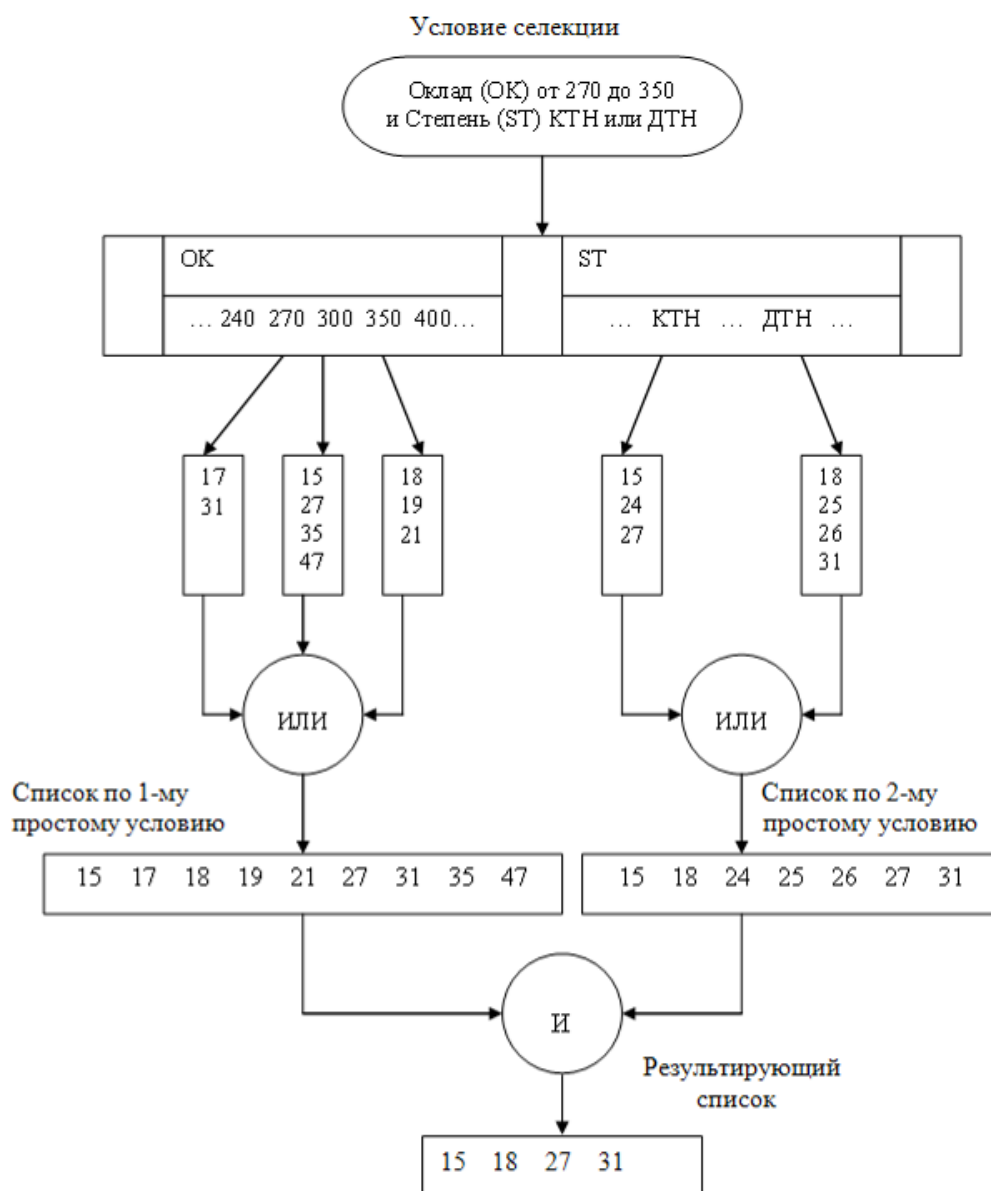 Условие селекции
Оклад (ОК) от 270 до 350
и Степень (ST) КТН или ДТН
ОК
ST
... 240 270 300 350 400...
... КТН ... ДТН ...
17
31
15
27
35
47
18
19
21
15
24
27
18
25
26
31
ИЛИ
ИЛИ
Список по 1-му
простому условию
Список по 2-му
простому условию
15 17 18 19 21 27 31 35 47
15 18 24 25 26 27 31
И
Результирующий
список
15 18 27 31